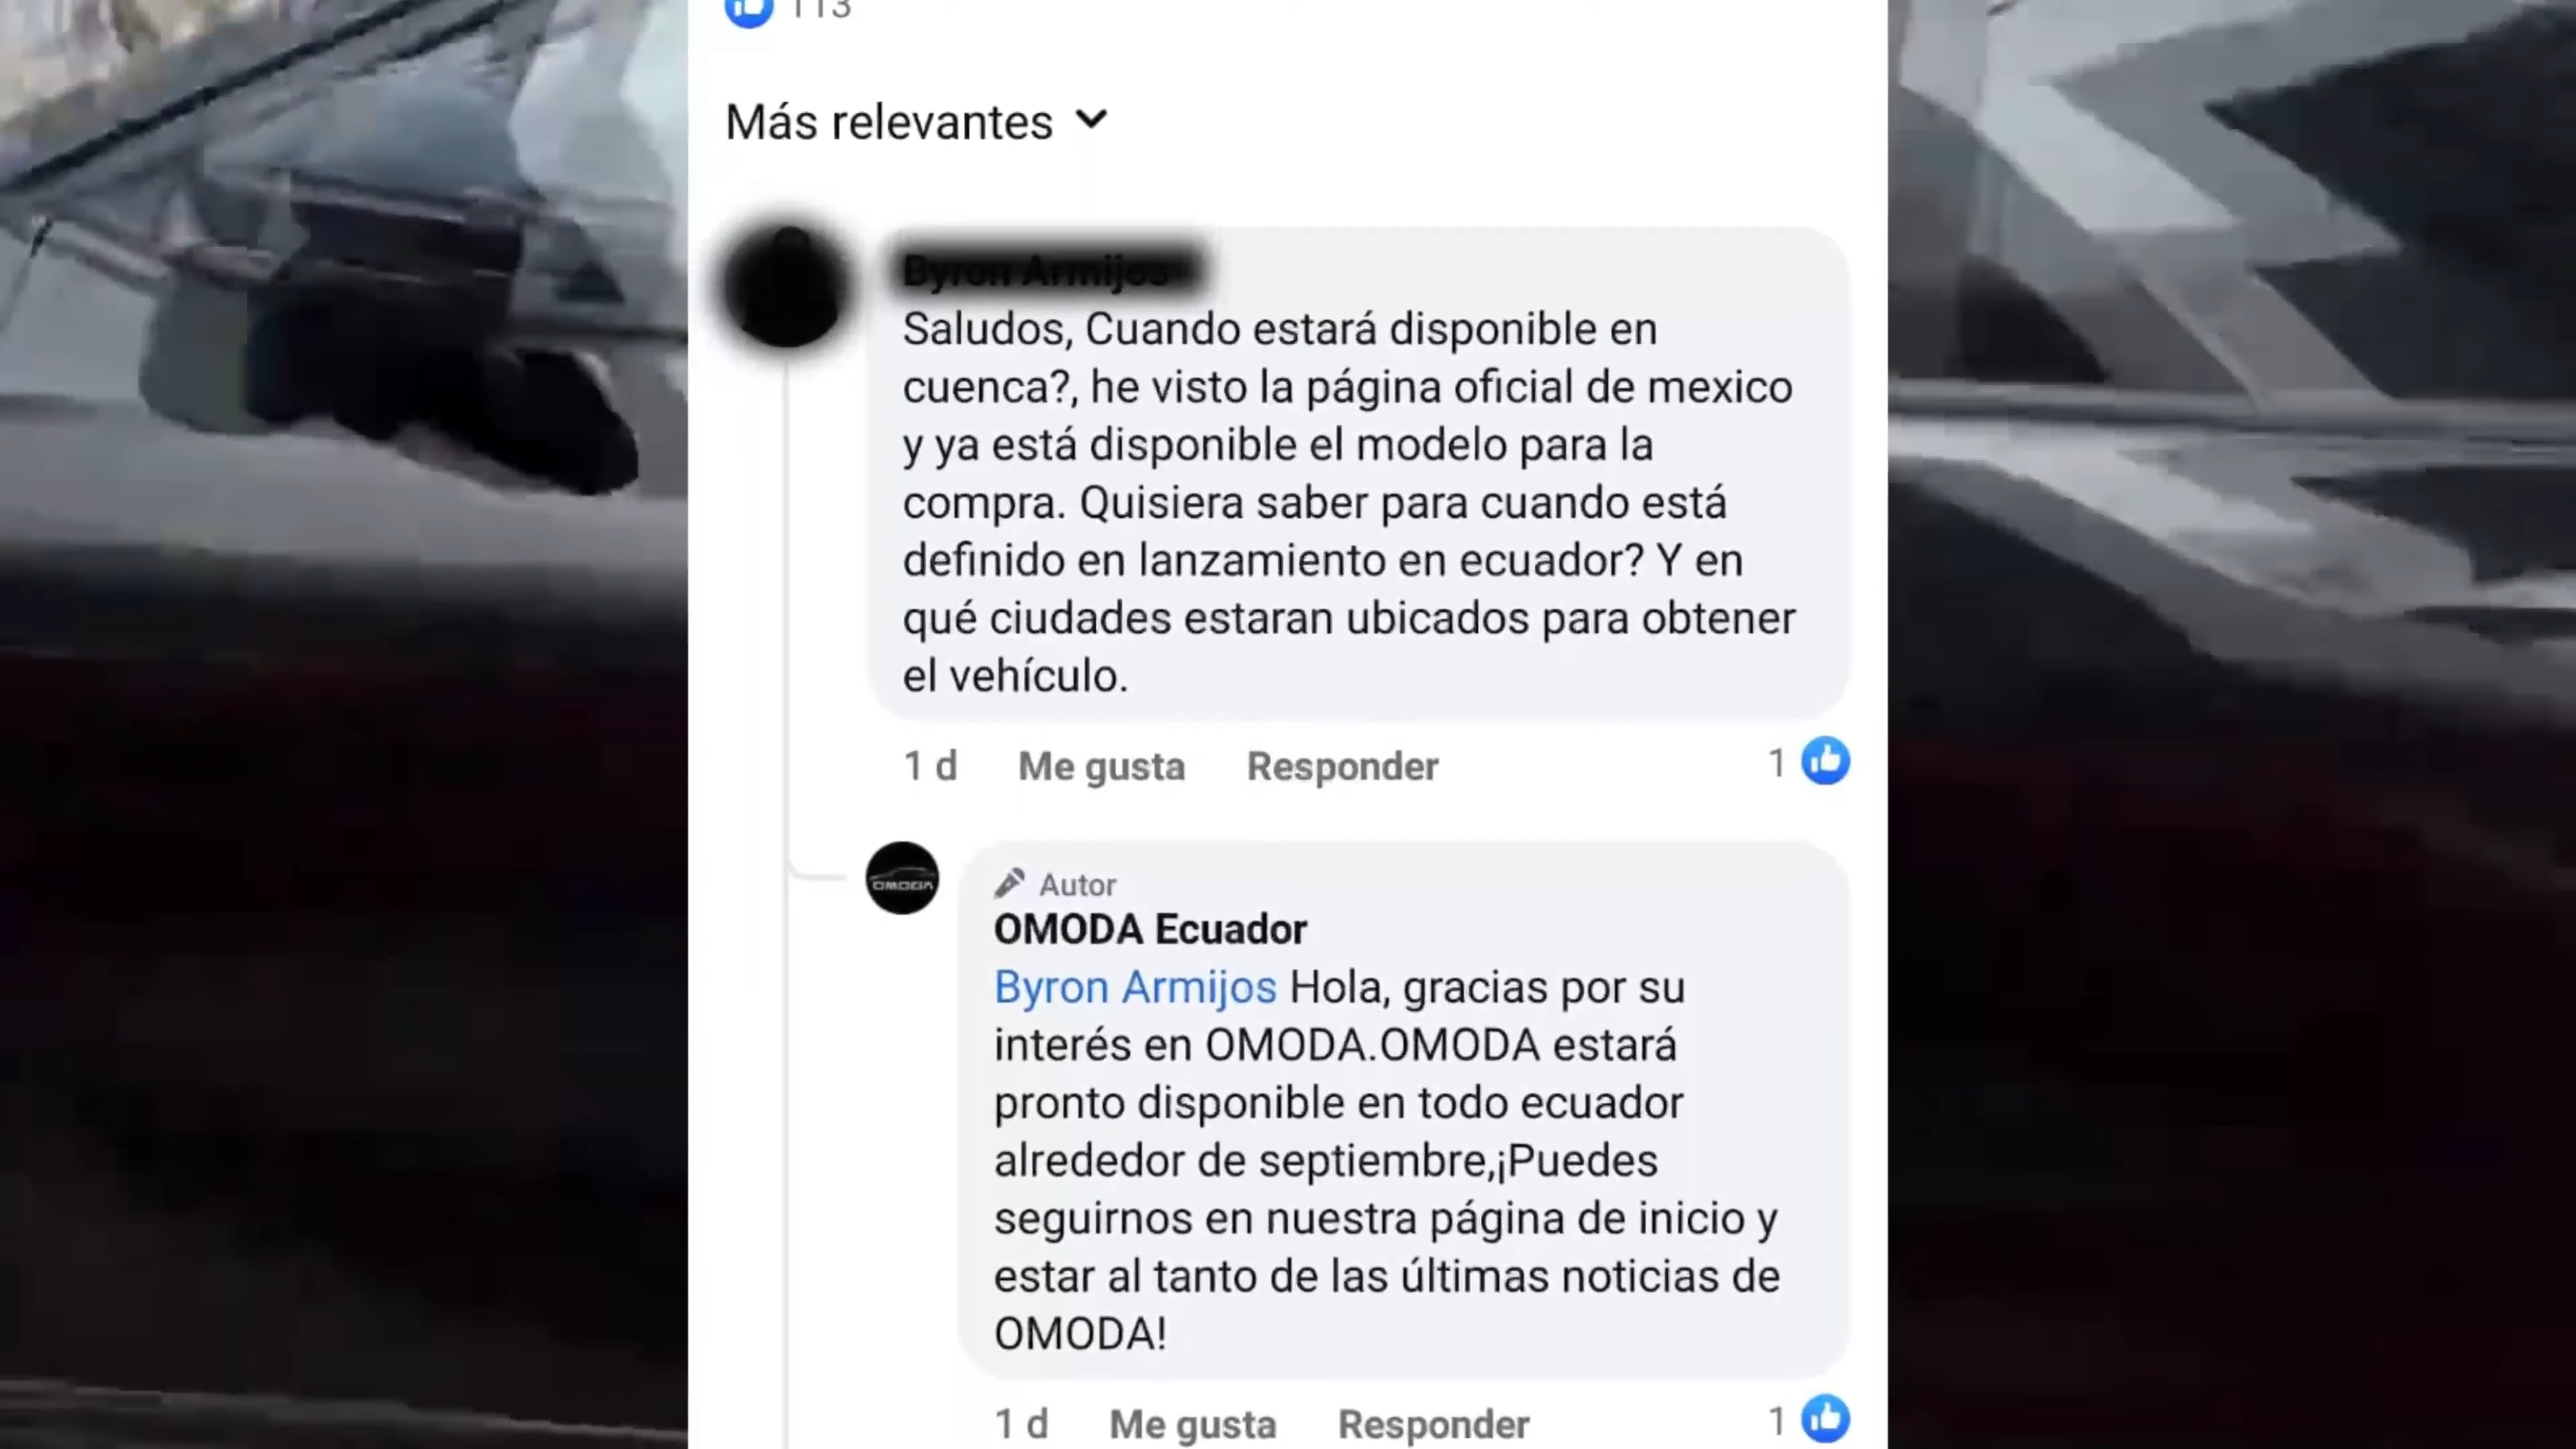 113
Más relevantes
Byron Armijos
Saludos, Cuando estará disponible en
cuenca?, he visto la página oficial de mexico
y ya está disponible el modelo para la
compra. Quisiera saber para cuando está
definido en lanzamiento en ecuador? Y en
qué ciudades estaran ubicados para obtener
el vehículo.
1 d Me gusta Responder 1
OMODA
Autor
OMODA Ecuador
Byron Armijos Hola, gracias por su
interés en OMODA.OMODA estará
pronto disponible en todo ecuador
alrededor de septiembre,¡Puedes
seguirnos en nuestra página de inicio y
estar al tanto de las últimas noticias de
OMODA!
1 d Me gusta Responder 1